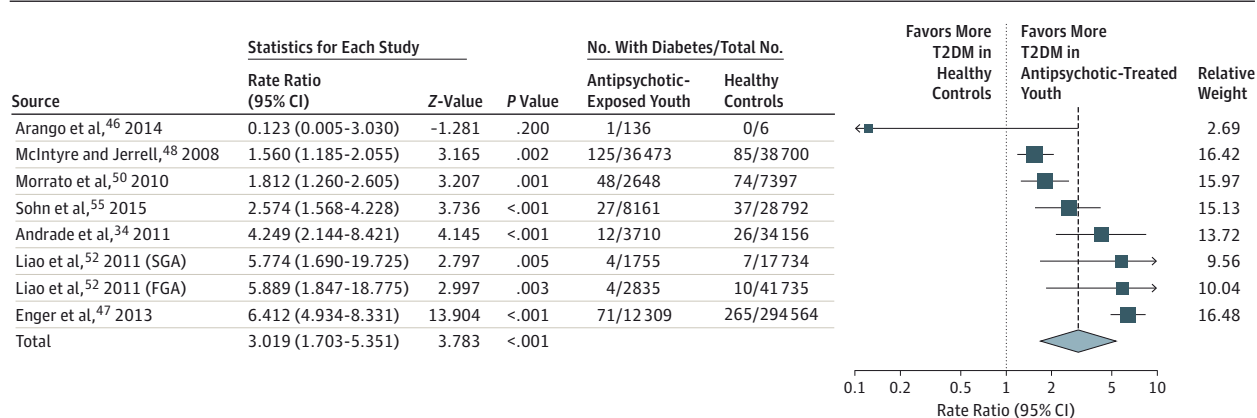 Favors More Favors More
T2DM in T2DM in
Statistics for Each Study No. With Diabetes/Total No. Healthy Antipsychotic-Treated Relative
Controls Youth Weight
Rate Ratio Antipsychotic- Healthy
Source (95% CI) Z-Value P Value Exposed Youth Controls
Arango et al,46 2014 0.123 (0.005-3.030) -1.281 .200 1/136 0/6 2.69
McIntyre and Jerrell,48 2008 1.560 (1.185-2.055) 3.165 .002 125/36473 85/38700 16.42
Morrato et al,50 2010 1.812 (1.260-2.605) 3.207 .001 48/2648 74/7397 15.97
Sohn et al,55 2015 2.574 (1.568-4.228) 3.736 <.001 27/8161 37/28792 15.13
Andrade et al,34 2011 4.249 (2.144-8.421) 4.145 <.001 12/3710 26/34156 13.72
Liao et al,52 2011 (SGA) 5.774 (1.690-19.725) 2.797 .005 4/1755 7/17734 9.56
Liao et al,52 2011 (FGA) 5.889 (1.847-18.775) 2.997 .003 4/2835 10/41735 10.04
Enger et al,47 2013 6.412 (4.934-8.331) 13.904 <.001 71/12309 265/294564 16.48
Total 3.019 (1.703-5.351) 3.783 <.001
0.1 0.2 0.5 1 2 5 10
Rate Ratio (95% CI)